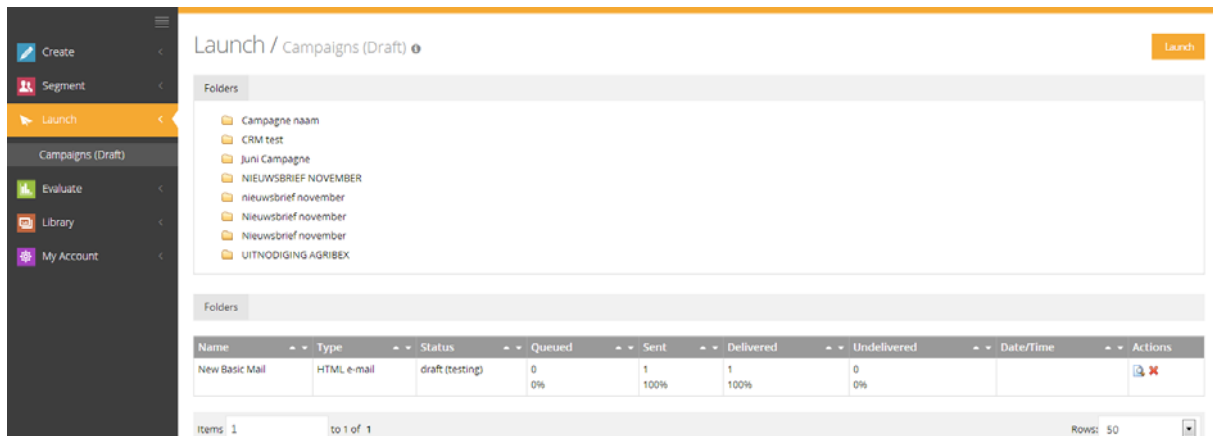 Create
Segment
Launch
Campaigns (Draft)
Evaluate
Library
My Account
Launch / Campaigns (Draft)
Launch
Folders
Campagne naam
CRM test
Juni Campagne
NIEUWSBRIEF NOVEMBER
nieuwsbrief november
Nieuwsbrief november
Nieuwsbrief november
UITNODIGING AGRIBEX
Folders
Name Type Status Queued Sent Delivered Undelivered Date/Time Actions
New Basic Mail HTML e-mail draft (testing) 0 1 1 0
0% 100% 100% 0%
Items 1 to 1 of 1 Rows: 50